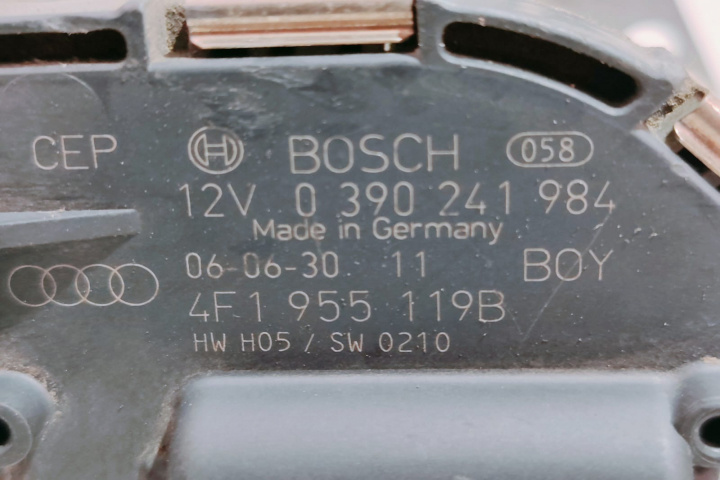 CEP BOSCH 058
12V 0 390 241 984
Made in Germany
06-06-30 11 BOY
4F1 955 119B
HW H05 / SW 0210